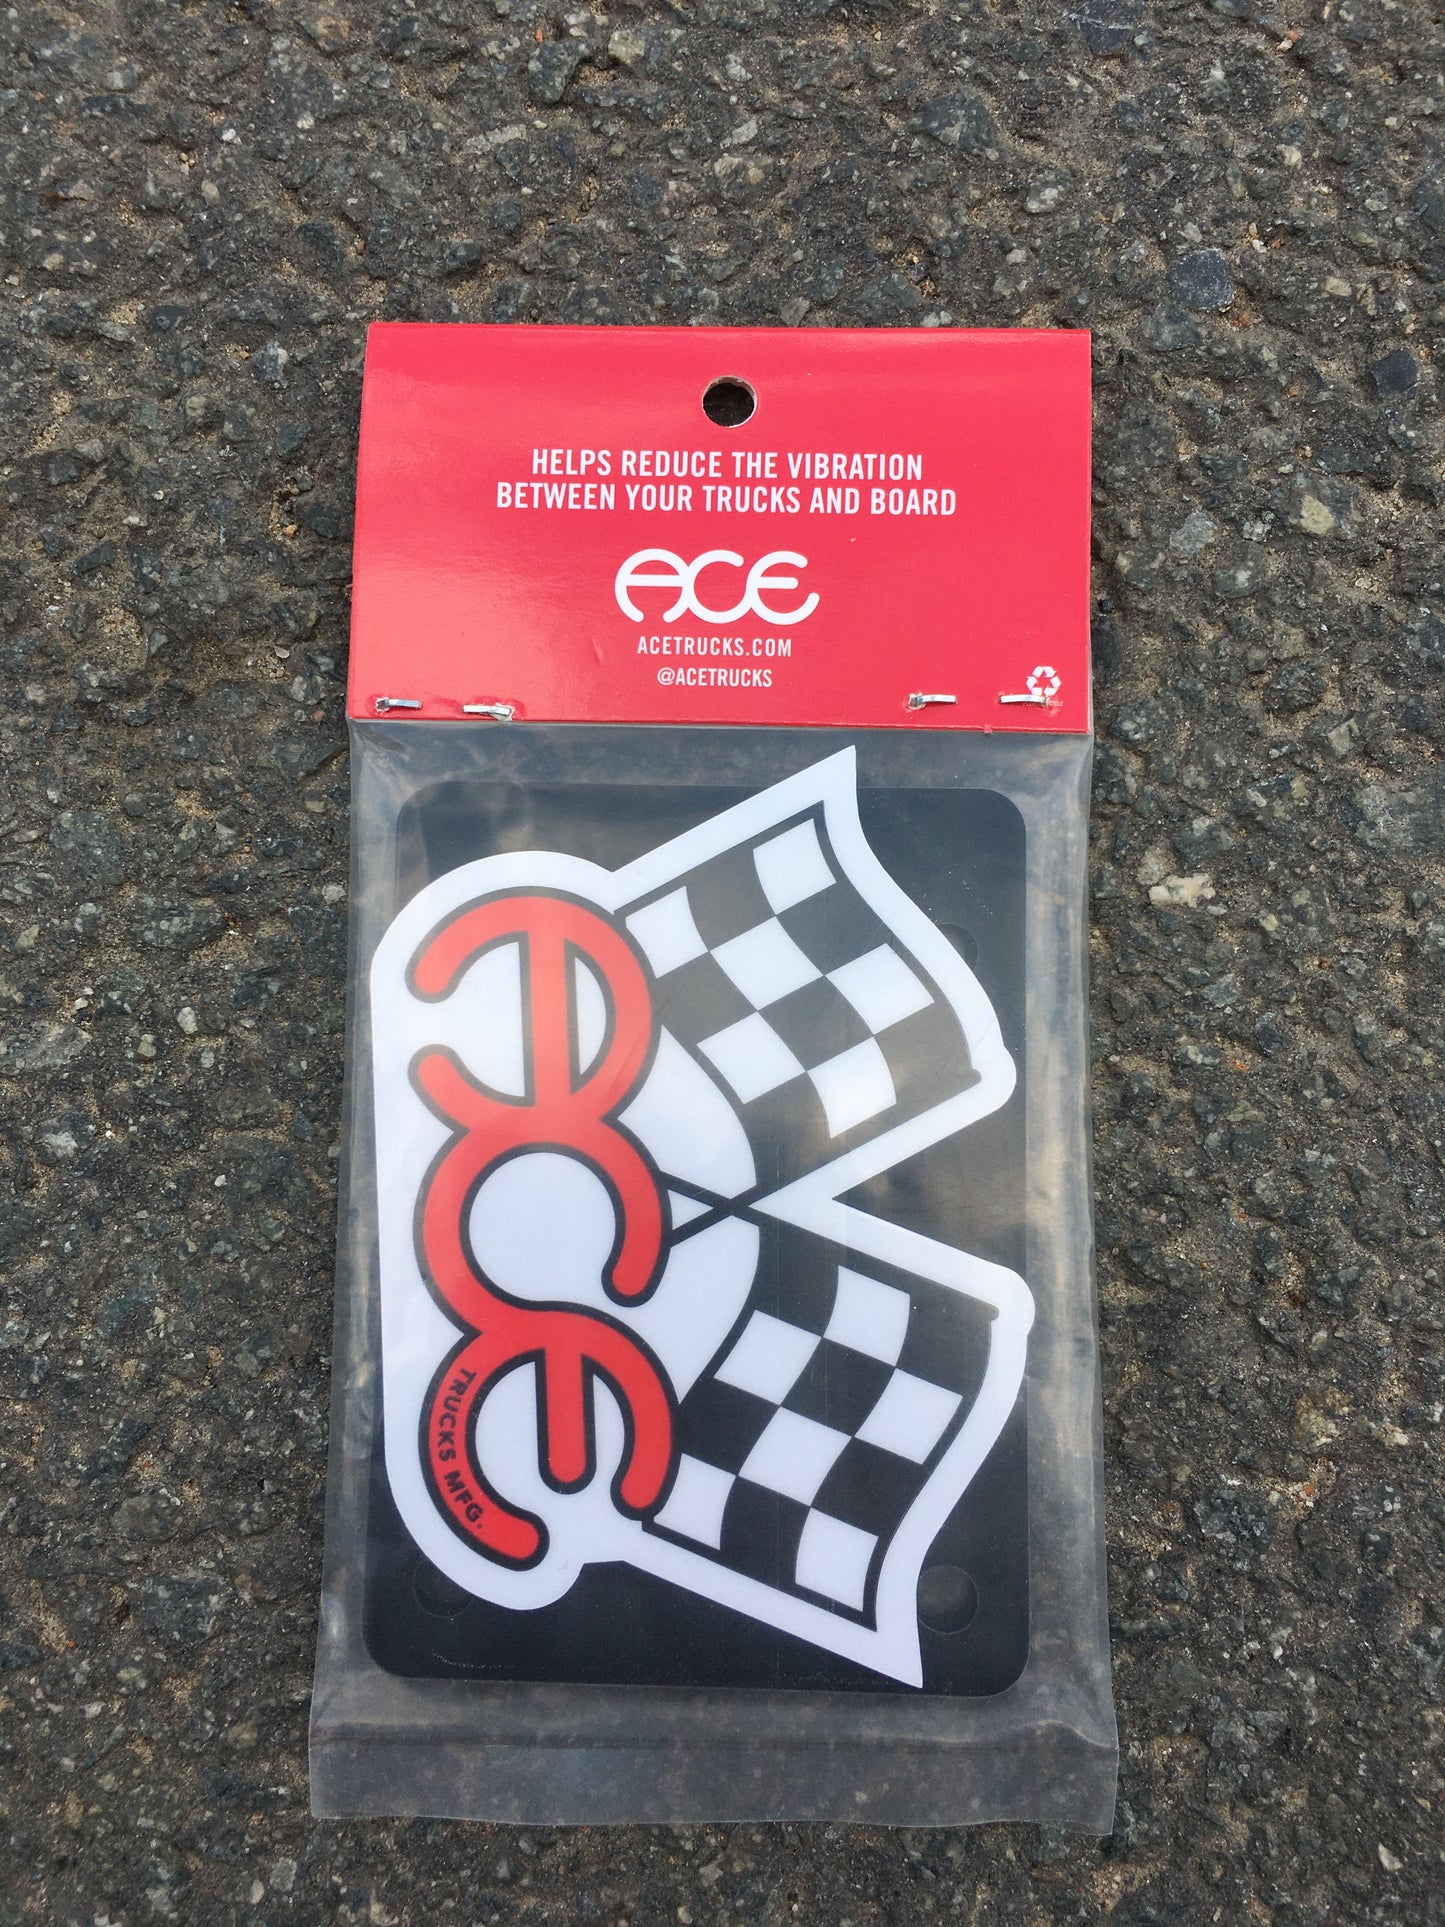 HELPS REDUCE THE VIBRATION
BETWEEN YOUR TRUCKS AND BOARD
ACE
ACETRUCKS.COM
@ACETRUCKS
ACE
TRUCKS MFG.